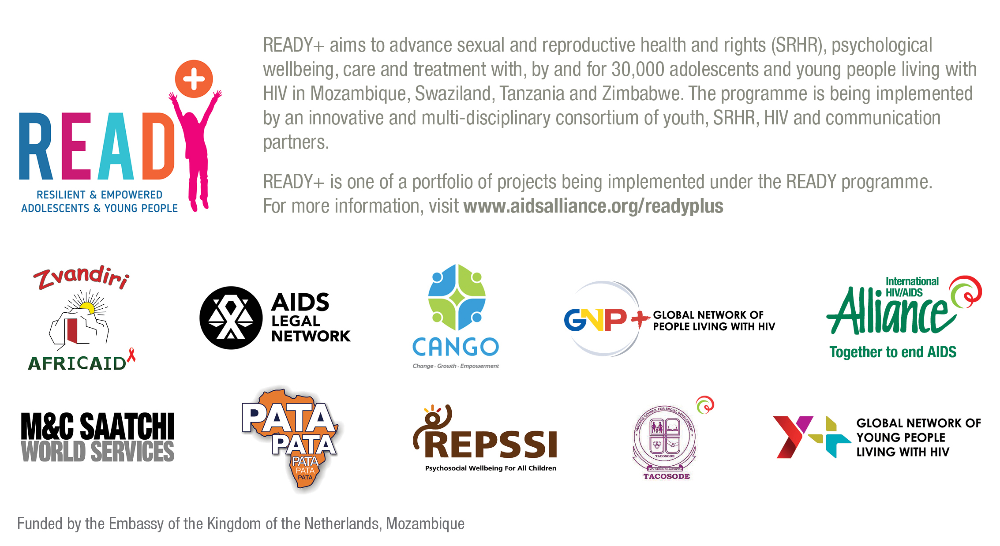 READY+ aims to advance sexual and reproductive health and rights (SRHR), psychological
wellbeing, care and treatment with, by and for 30,000 adolescents and young people living with
HIV in Mozambique, Swaziland, Tanzania and Zimbabwe. The programme is being implemented
by an innovative and multi-disciplinary consortium of youth, SRHR, HIV and communication
partners.
READY+ is one of a portfolio of projects being implemented under the READY programme.
For more information, visit www.aidsalliance.org/readyplus
READY
+
RESILIENT & EMPOWERED
ADOLESCENTS & YOUNG PEOPLE
Zvandiri
AFRICAID
AIDS
LEGAL
NETWORK
CANGO
Change · Growth · Empowerment
GNP+
GLOBAL NETWORK OF
PEOPLE LIVING WITH HIV
International
HIV/AIDS
Alliance
Together to end AIDS
M&C SAATCHI
WORLD SERVICES
PATA
PATA
PATA
PATA
PATA
REPSSI
Psychosocial Wellbeing For All Children
TANZANIA COUNCIL FOR SOCIAL DEVELOPMENT
TACOSODE
UNITY THROUGH COLLABORATION
TACOSODE
Y+
GLOBAL NETWORK OF
YOUNG PEOPLE
LIVING WITH HIV
Funded by the Embassy of the Kingdom of the Netherlands, Mozambique